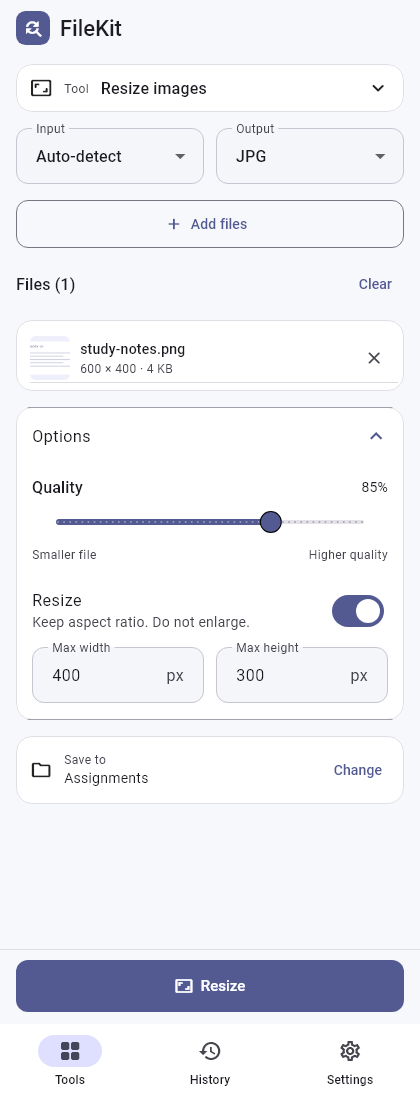 FileKit
Tool Resize images
Input Output
Auto-detect JPG
Add files
Files (1) Clear
study-notes.png
600 × 400 · 4 KB
Options
Quality 85%
Smaller file Higher quality
Resize
Keep aspect ratio. Do not enlarge.
Max width Max height
400 px 300 px
Save to
Assignments Change
Resize
Tools History Settings